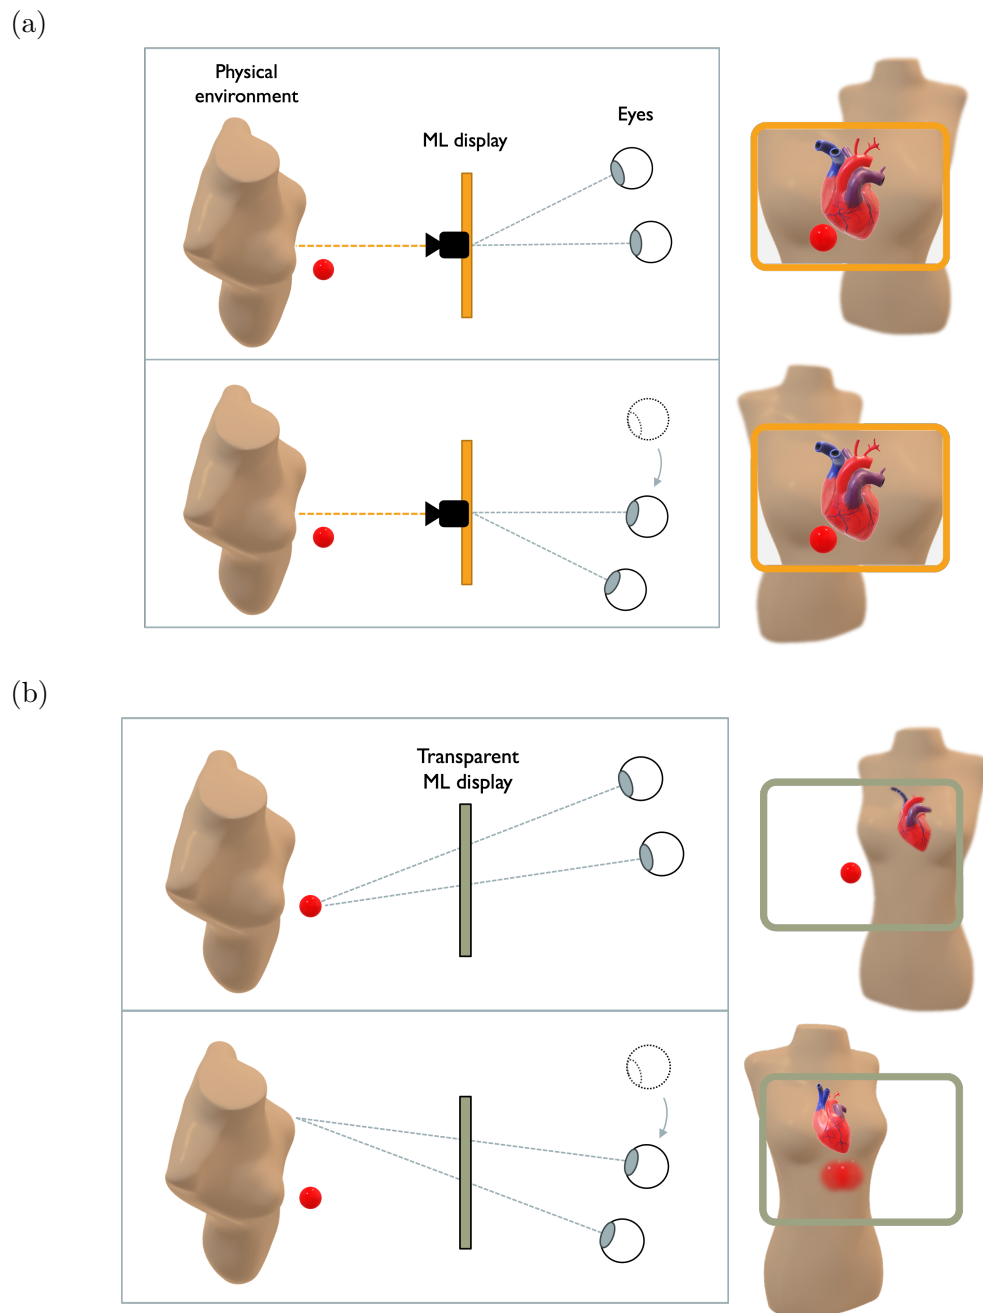 (a)
Physical
environment
ML display
Eyes
(b)
Transparent
ML display